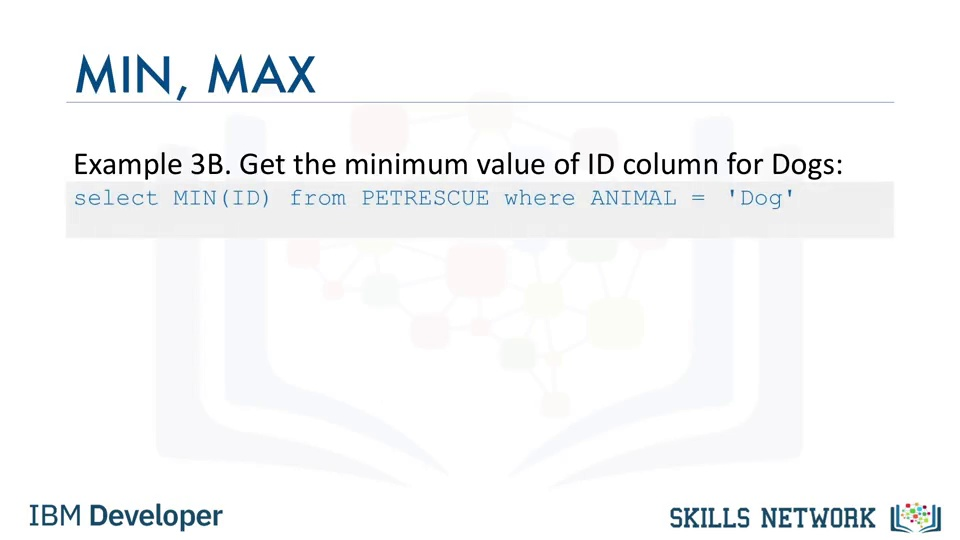 MIN, MAX
Example 3B. Get the minimum value of ID column for Dogs:
select MIN(ID) from PETRESCUE where ANIMAL = 'Dog'
IBM Developer
SKILLS NETWORK